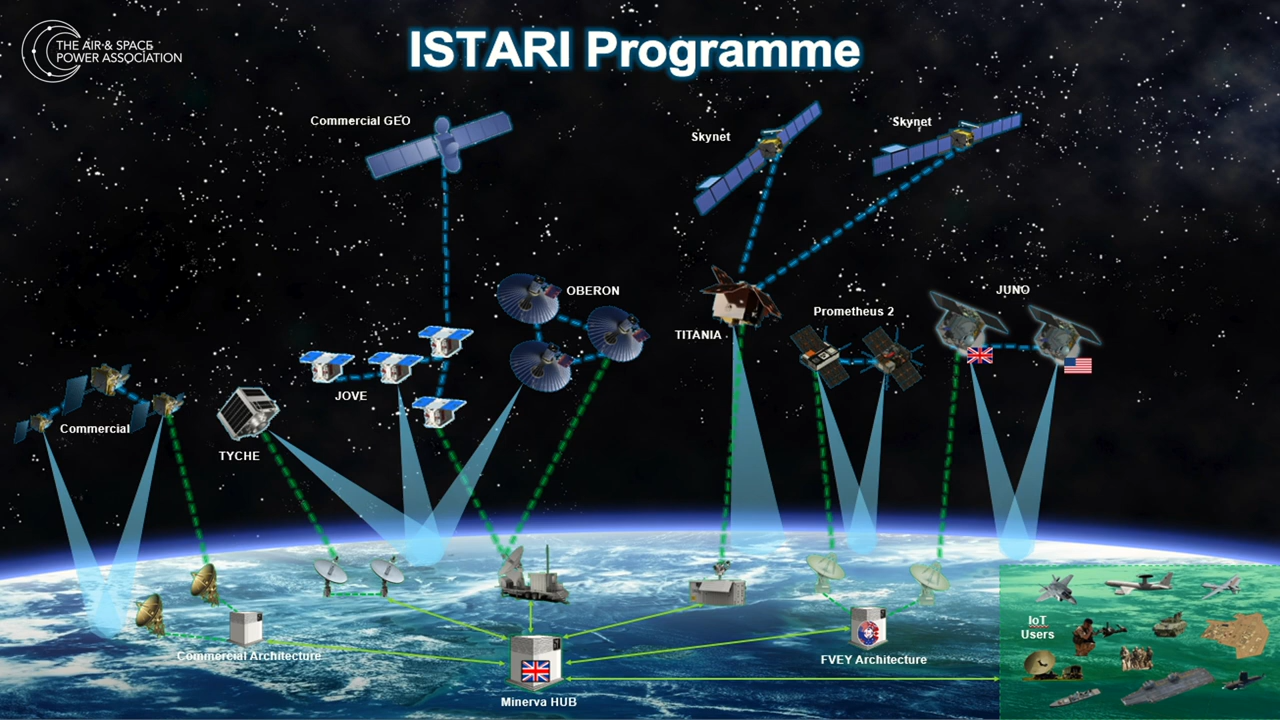 THE AIR & SPACE
POWER ASSOCIATION
ISTARI Programme
Commercial GEO
Skynet
Skynet
OBERON
JUNO
Prometheus 2
TITANIA
JOVE
Commercial
TYCHE
IoT
Users
Commercial Architecture
FVEY Architecture
Minerva HUB